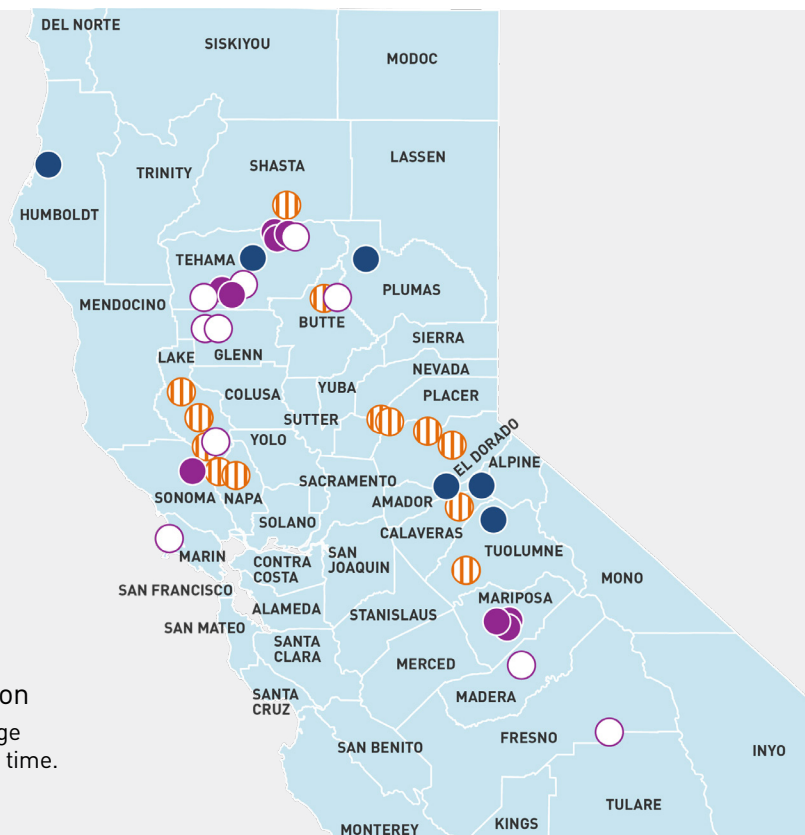 DEL NORTE
SISKIYOU
MODOC
SHASTA
LASSEN
TRINITY
HUMBOLDT
TEHAMA
PLUMAS
MENDOCINO
BUTTE
SIERRA
LAKE
GLENN
NEVADA
YUBA
COLUSA
PLACER
SUTTER
YOLO
EL DORADO
ALPINE
SACRAMENTO
SONOMA
NAPA
AMADOR
SOLANO
CALAVERAS
TUOLUMNE
MARIN
SAN
JOAQUIN
CONTRA
COSTA
MONO
SAN FRANCISCO
MARIPOSA
ALAMEDA
STANISLAUS
SAN MATEO
SANTA
CLARA
MERCED
on
SANTA
CRUZ
MADERA
ge
time.
FRESNO
SAN BENITO
INYO
TULARE
KINGS
MONTEREY